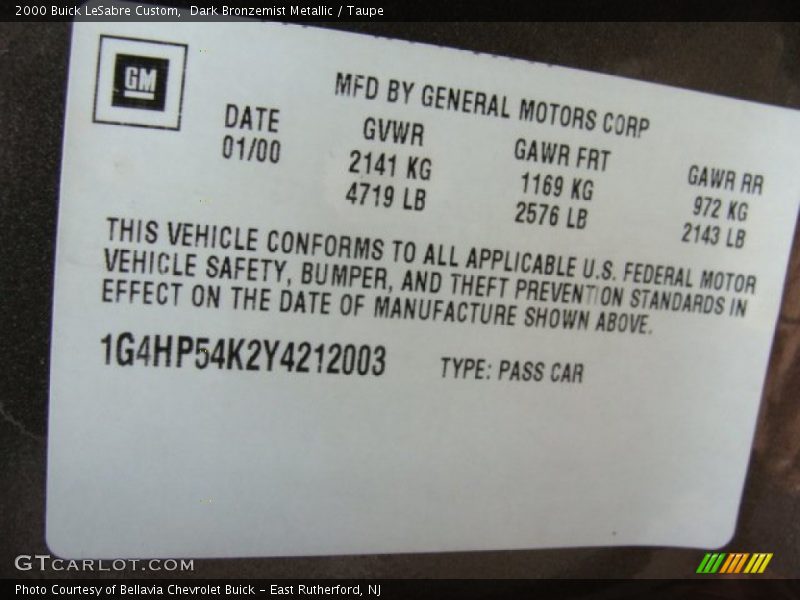 2000 Buick LeSabre Custom,  Dark Bronzemist Metallic / Taupe
GM
MFD BY GENERAL MOTORS CORP
DATE GVWR GAWR FRT GAWR RR
01/00 2141 KG 1169 KG 972 KG
4719 LB 2576 LB 2143 LB
THIS VEHICLE CONFORMS TO ALL APPLICABLE U.S. FEDERAL MOTOR
VEHICLE SAFETY, BUMPER, AND THEFT PREVENTION STANDARDS IN
EFFECT ON THE DATE OF MANUFACTURE SHOWN ABOVE.
1G4HP54K2Y4212003 TYPE: PASS CAR
GTCARLOT.COM
Photo Courtesy of Bellavia Chevrolet Buick - East Rutherford, NJ